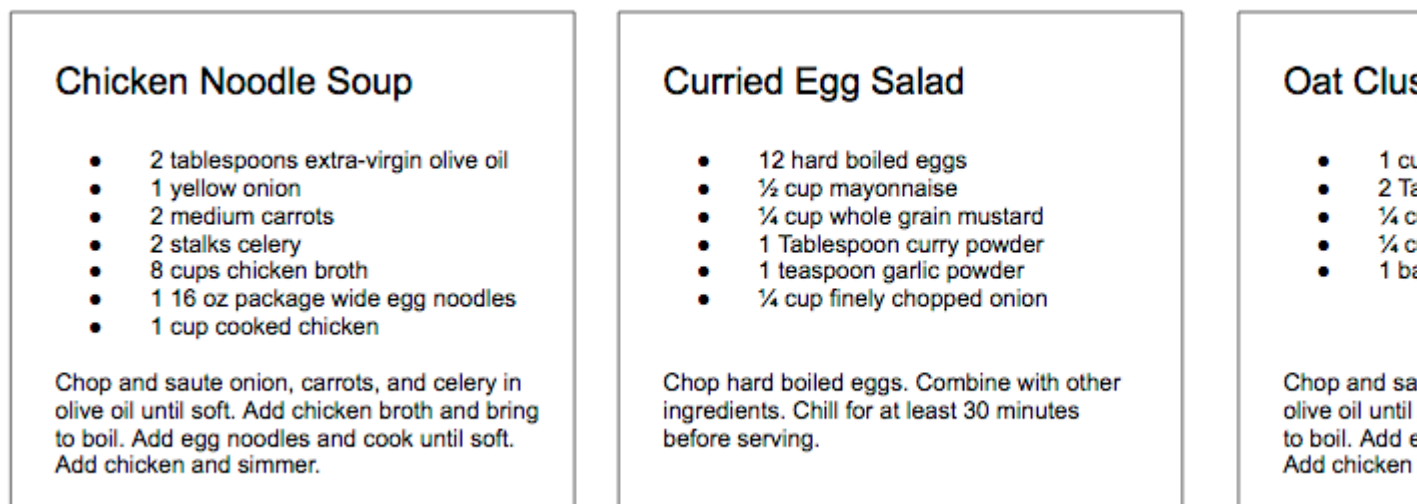 Chicken Noodle Soup
● 2 tablespoons extra-virgin olive oil
● 1 yellow onion
● 2 medium carrots
● 2 stalks celery
● 8 cups chicken broth
● 1 16 oz package wide egg noodles
● 1 cup cooked chicken
Chop and saute onion, carrots, and celery in
olive oil until soft. Add chicken broth and bring
to boil. Add egg noodles and cook until soft.
Add chicken and simmer.
Curried Egg Salad
● 12 hard boiled eggs
● ½ cup mayonnaise
● ¼ cup whole grain mustard
● 1 Tablespoon curry powder
● 1 teaspoon garlic powder
● ¼ cup finely chopped onion
Chop hard boiled eggs. Combine with other
ingredients. Chill for at least 30 minutes
before serving.
Oat
● 1
● 2
● ¼
● ¼
● 1
Chop and
olive oil until
to boil. Add
Add chicken